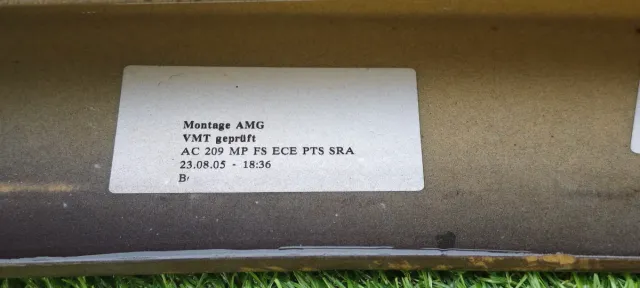 Montage AMG
VMT geprüft
AC 209 MP FS ECE PTS SRA
23.08.05 - 18:36
B